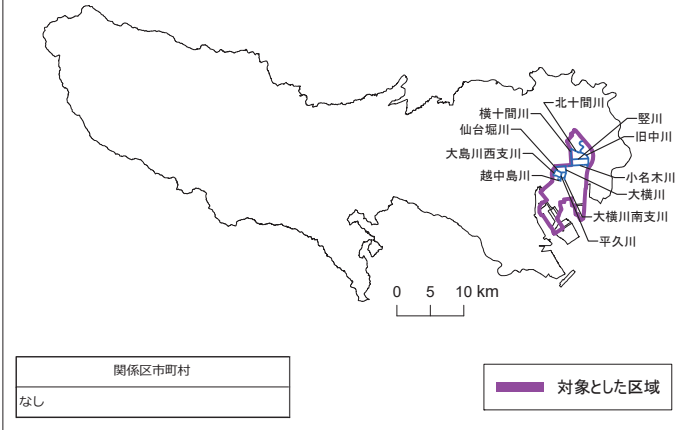 北十間川
横十間川
竪川
仙台堀川
旧中川
大島川西支川
越中島川
小名木川
大横川
大横川南支川
平久川
0 5 10 km
関係区市町村
なし
対象とした区域